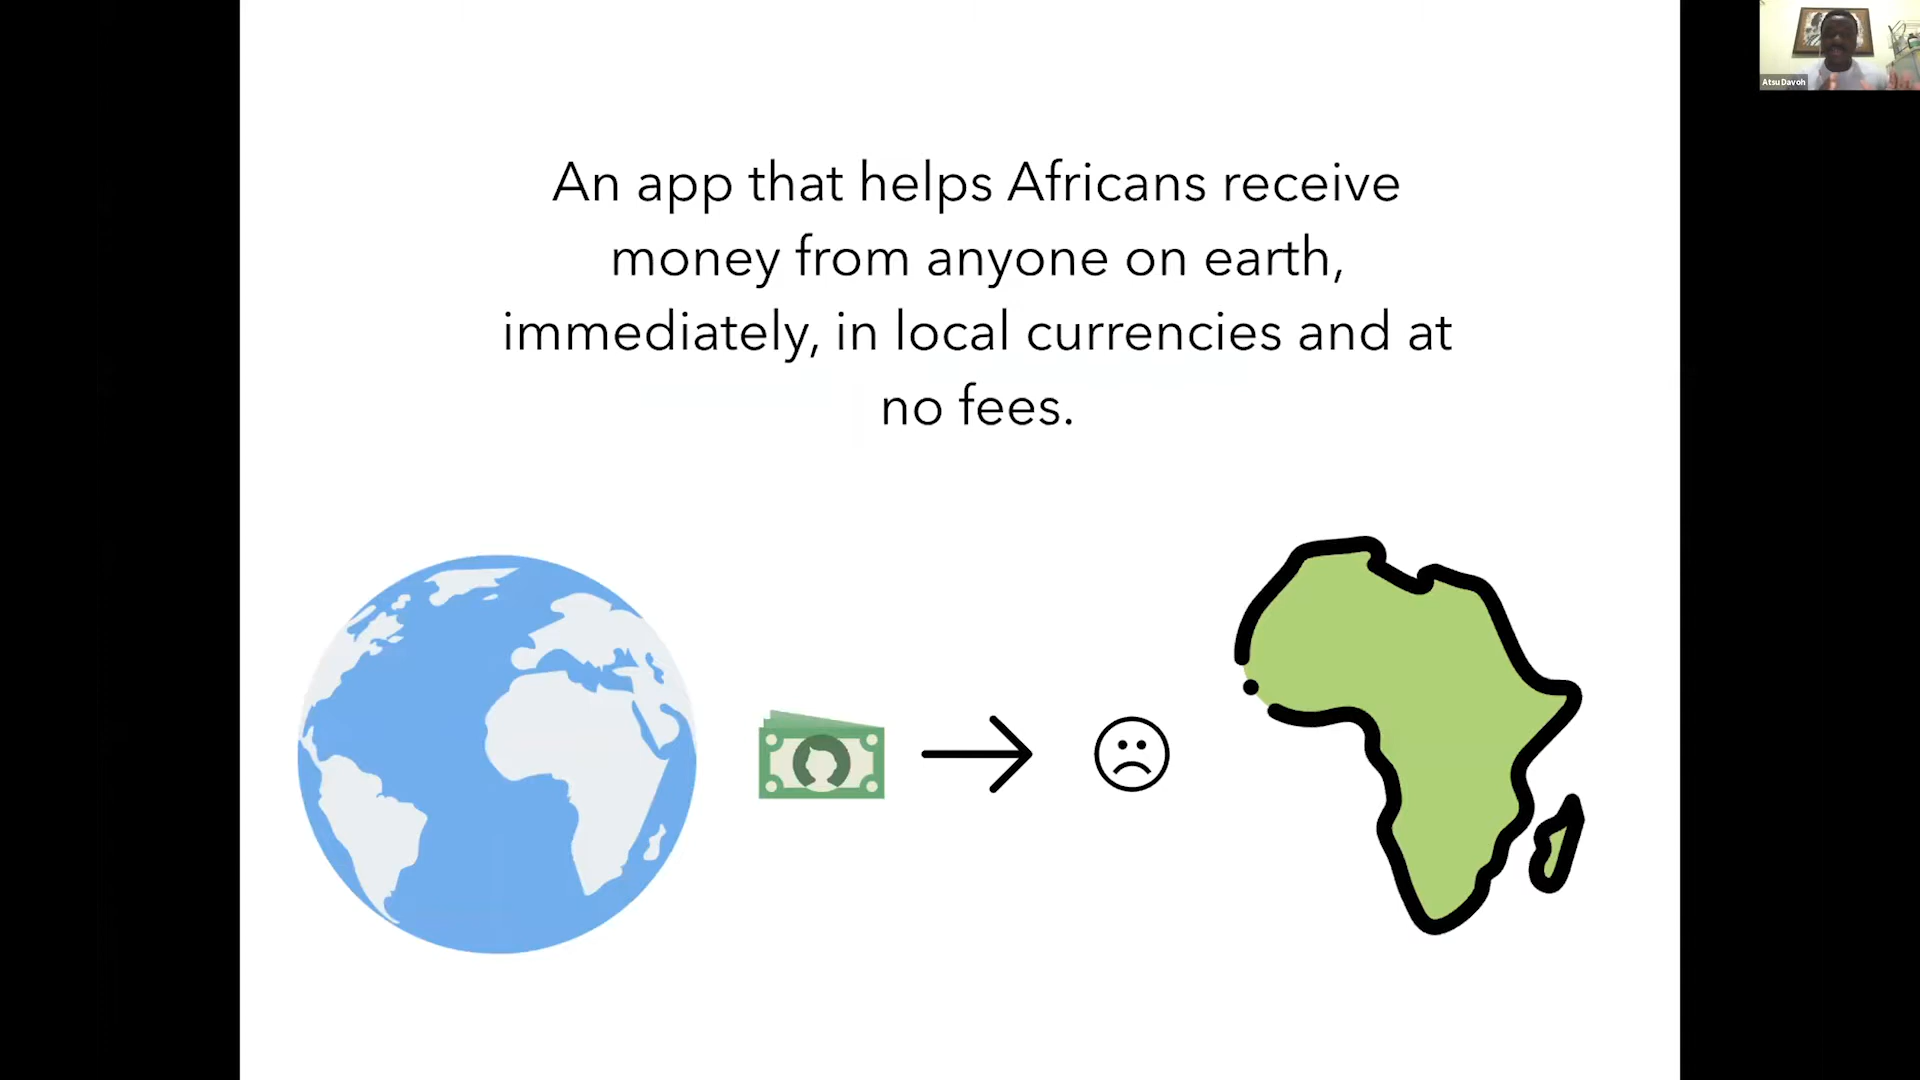 An app that helps Africans receive
money from anyone on earth,
immediately, in local currencies and at
no fees.
Atsu Davoh